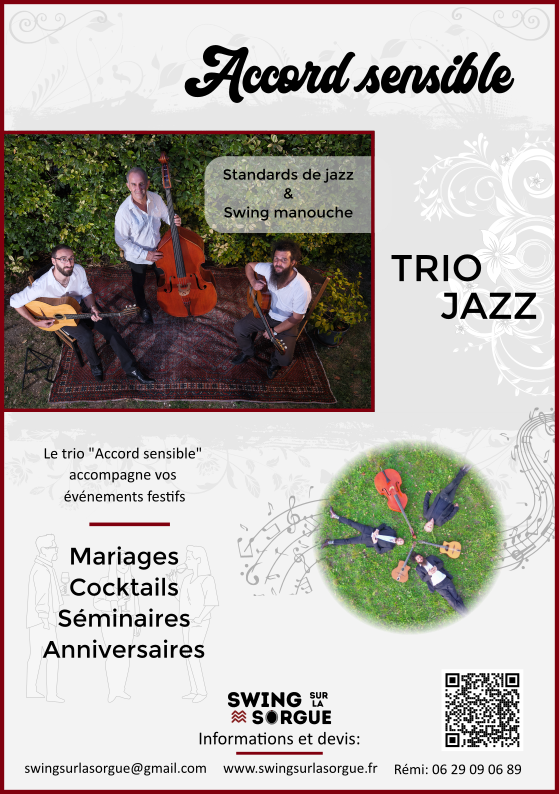 Accord sensible
Standards de jazz
&
Swing manouche
TRIO
JAZZ
Le trio "Accord sensible"
accompagne vos
événements festifs
Mariages
Cocktails
Séminaires
Anniversaires
SWING SUR LA
SORGUE
Informations et devis:
swingsurlasorgue@gmail.com www.swingsurlasorgue.fr Rémi: 06 29 09 06 89